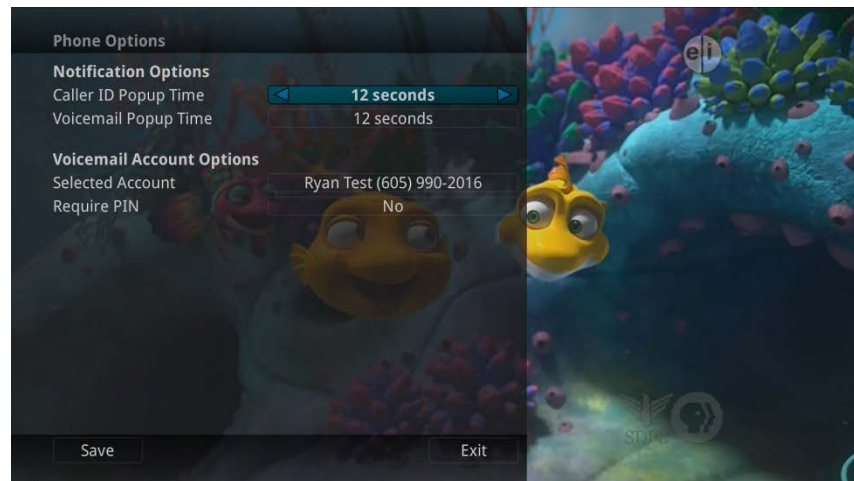 Phone Options
Notification Options
Caller ID Popup Time 12 seconds
Voicemail Popup Time 12 seconds
Voicemail Account Options
Selected Account Ryan Test (605) 990-2016
Require PIN No
Save Exit
e/i
SDPB